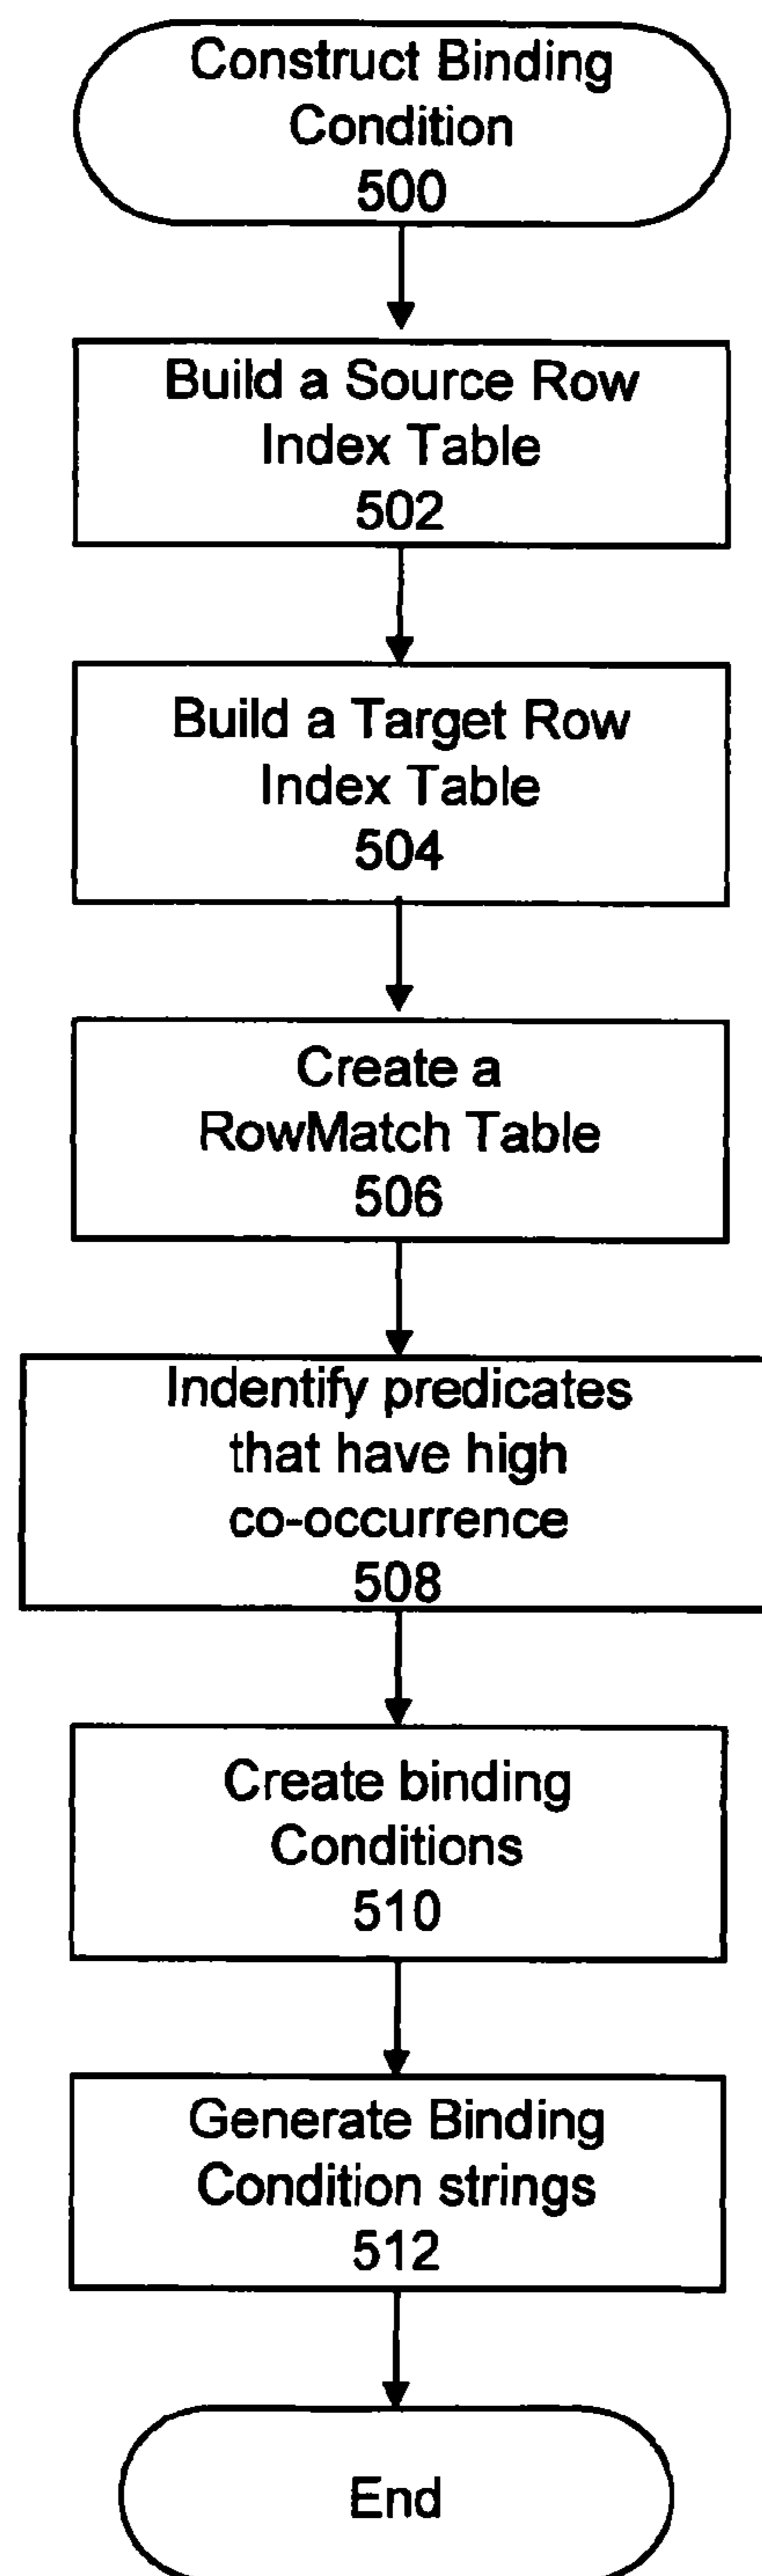 Construct Binding
Condition
500
Build a Source Row
Index Table
502
Build a Target Row
Index Table
504
Create a
RowMatch Table
506
Indentify predicates
that have high
co-occurrence
508
Create binding
Conditions
510
Generate Binding
Condition strings
512
End